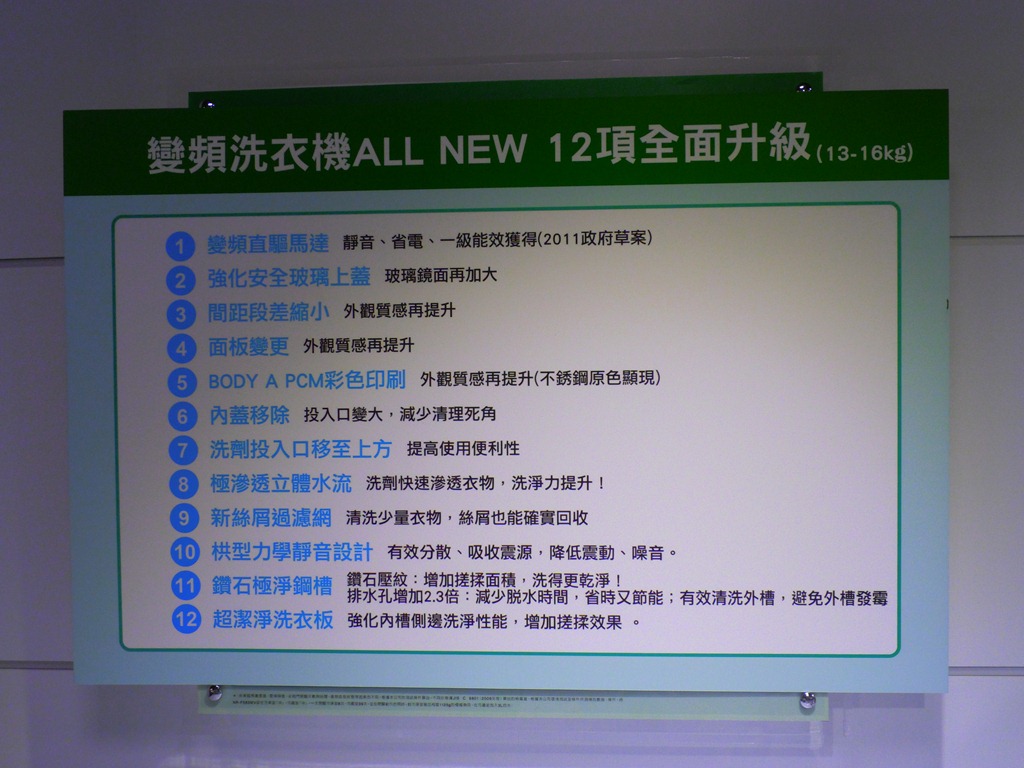 變頻洗衣機ALL NEW 12項全面升級(13-16kg)
1 變頻直驅馬達 靜音、省電、一級能效獲得(2011政府草案)
2 強化安全玻璃上蓋 玻璃鏡面再加大
3 間距段差縮小 外觀質感再提升
4 面板變更 外觀質感再提升
5 BODY A PCM彩色印刷 外觀質感再提升(不銹鋼原色顯現)
6 內蓋移除 投入口變大，減少清理死角
7 洗劑投入口移至上方 提高使用便利性
8 極滲透立體水流 洗劑快速滲透衣物，洗淨力提升！
9 新絲屑過濾網 清洗少量衣物，絲屑也能確實回收
10 栱型力學靜音設計 有效分散、吸收震源，降低震動、噪音。
11 鑽石極淨鋼槽 鑽石壓紋：增加搓揉面積，洗得更乾淨！
排水孔增加2.3倍：減少脫水時間，省時又節能；有效清洗外槽，避免外槽發霉
12 超潔淨洗衣板 強化內槽側邊洗淨性能，增加搓揉效果 。